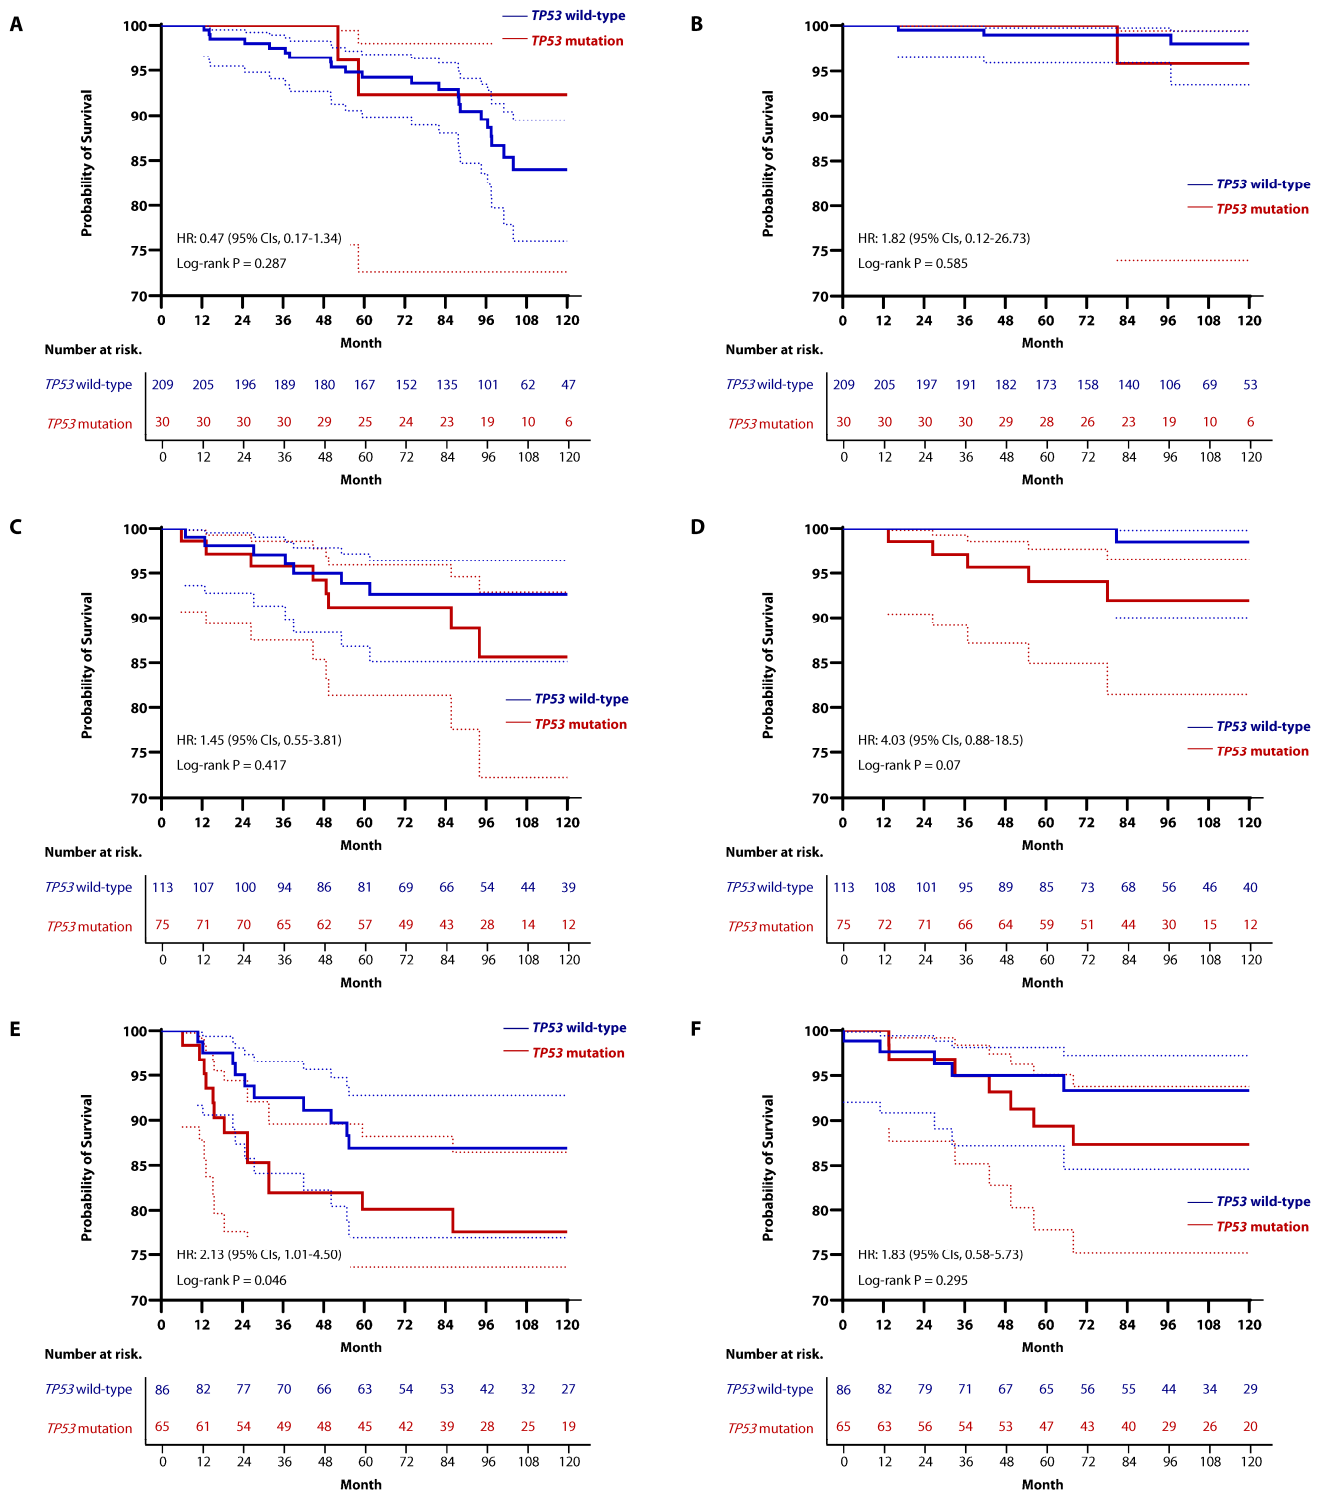 A
TP53 wild-type
TP53 mutation
100
95
90
85
80
75
70
Probability of Survival
HR: 0.47 (95% CIs, 0.17-1.34)
Log-rank P = 0.287
0 12 24 36 48 60 72 84 96 108 120
Month
Number at risk.
TP53 wild-type 209 205 196 189 180 167 152 135 101 62 47
TP53 mutation 30 30 30 30 29 25 24 23 19 10 6
0 12 24 36 48 60 72 84 96 108 120
Month
B
100
95
90
85
80
75
70
Probability of Survival
TP53 wild-type
TP53 mutation
HR: 1.82 (95% CIs, 0.12-26.73)
Log-rank P = 0.585
0 12 24 36 48 60 72 84 96 108 120
Month
Number at risk.
TP53 wild-type 209 205 197 191 182 173 158 140 106 69 53
TP53 mutation 30 30 30 30 29 28 26 23 19 10 6
0 12 24 36 48 60 72 84 96 108 120
Month
C
100
95
90
85
80
75
70
Probability of Survival
TP53 wild-type
TP53 mutation
HR: 1.45 (95% CIs, 0.55-3.81)
Log-rank P = 0.417
0 12 24 36 48 60 72 84 96 108 120
Month
Number at risk.
TP53 wild-type 113 107 100 94 86 81 69 66 54 44 39
TP53 mutation 75 71 70 65 62 57 49 43 28 14 12
0 12 24 36 48 60 72 84 96 108 120
Month
D
100
95
90
85
80
75
70
Probability of Survival
TP53 wild-type
TP53 mutation
HR: 4.03 (95% CIs, 0.88-18.5)
Log-rank P = 0.07
0 12 24 36 48 60 72 84 96 108 120
Month
Number at risk.
TP53 wild-type 113 108 101 95 89 85 73 68 56 46 40
TP53 mutation 75 72 71 66 64 59 51 44 30 15 12
0 12 24 36 48 60 72 84 96 108 120
Month
E
TP53 wild-type
TP53 mutation
100
95
90
85
80
75
70
Probability of Survival
HR: 2.13 (95% CIs, 1.01-4.50)
Log-rank P = 0.046
0 12 24 36 48 60 72 84 96 108 120
Month
Number at risk.
TP53 wild-type 86 82 77 70 66 63 54 53 42 32 27
TP53 mutation 65 61 54 49 48 45 42 39 28 25 19
0 12 24 36 48 60 72 84 96 108 120
Month
F
100
95
90
85
80
75
70
Probability of Survival
TP53 wild-type
TP53 mutation
HR: 1.83 (95% CIs, 0.58-5.73)
Log-rank P = 0.295
0 12 24 36 48 60 72 84 96 108 120
Month
Number at risk.
TP53 wild-type 86 82 79 71 67 65 56 55 44 34 29
TP53 mutation 65 63 56 54 53 47 43 40 29 26 20
0 12 24 36 48 60 72 84 96 108 120
Month